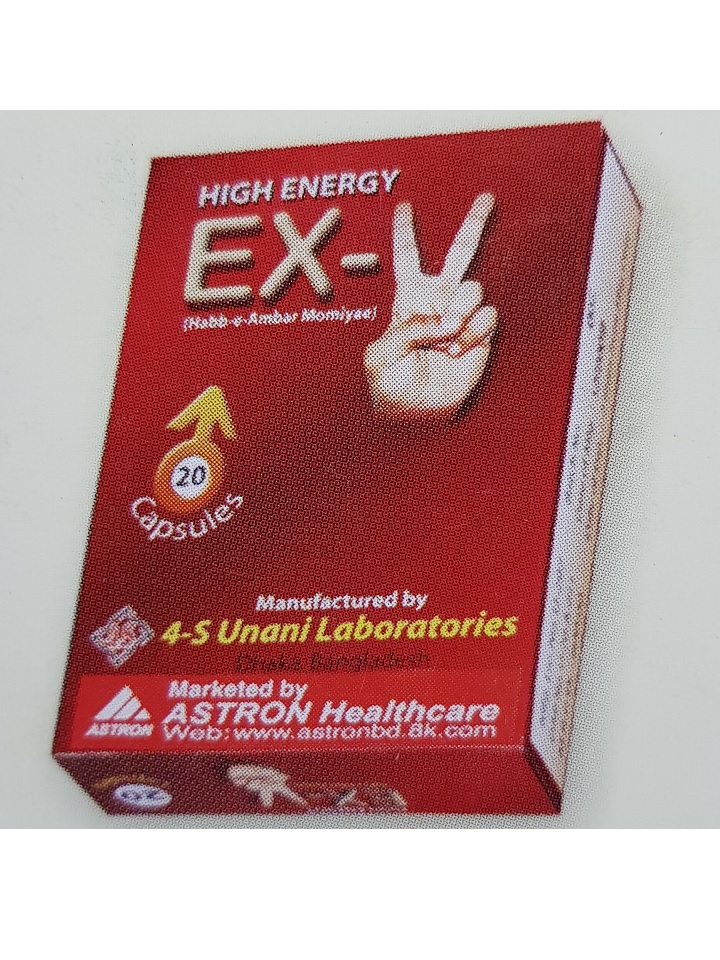 HIGH ENERGY
EX-V
(Habb-e-Ambar Momiyae)
20
Capsules
Manufactured by
4-S Unani Laboratories
Dhaka Bangladesh
Marketed by
ASTRON Healthcare
ASTRON
Web: www.astronbd.8k.com